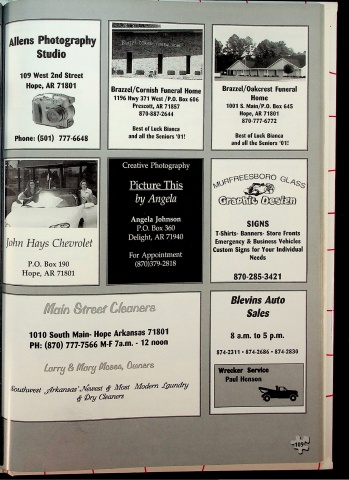 Allens Photography
Studio
109 West 2nd Street
Hope, AR 71801
Phone: (501) 777-6648
Brazzel/Cornish Funeral Home
1196 Hwy 371 West /P.O. Box 606
Prescott, AR 71857
870-887-2644
Best of Luck Bianca
and all the Seniors '01!
Brazzel/Oakcrest Funeral
Home
1001 S. Main/P.O. Box 645
Hope, AR 71801
870-777-6772
Best of Luck Bianca
and all the Seniors '01!
John Hays Chevrolet
P.O. Box 190
Hope, AR 71801
Creative Photography
Picture This
by Angela
Angela Johnson
P.O. Box 360
Delight, AR 71940
For Appointment
(870)379-2818
MURFREESBORO GLASS
Graphic Design
SIGNS
T-Shirts- Banners- Store Fronts
Emergency & Business Vehicles
Custom Signs for Your Individual
Needs
870-285-3421
Main Street Cleaners
1010 South Main- Hope Arkansas 71801
PH: (870) 777-7566 M-F 7a.m. - 12 noon
Larry & Mary Moses, Owners
Southwest Arkansas' Newest & Most Modern Laundry
& Dry Cleaners
Blevins Auto
Sales
8 a.m. to 5 p.m.
874-2311 • 874-2686 • 874-2830
Wrecker Service
Paul Henson
109